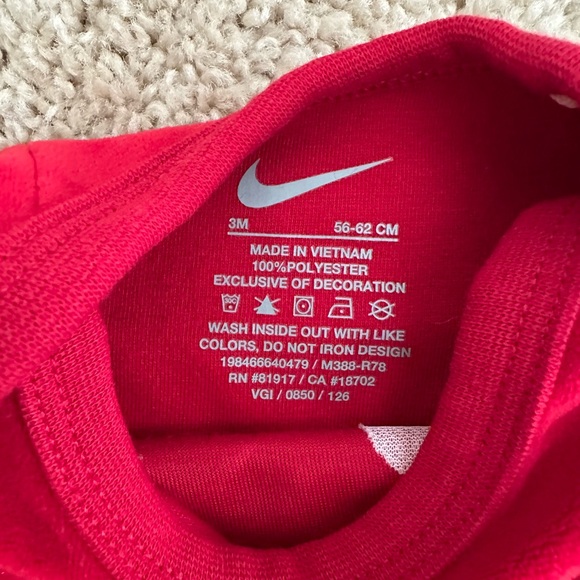 3M 56-62 CM
MADE IN VIETNAM
100%POLYESTER
EXCLUSIVE OF DECORATION
WASH INSIDE OUT WITH LIKE
COLORS, DO NOT IRON DESIGN
198466640479 / M388-R78
RN #81917 / CA #18702
VGI / 0850 / 126